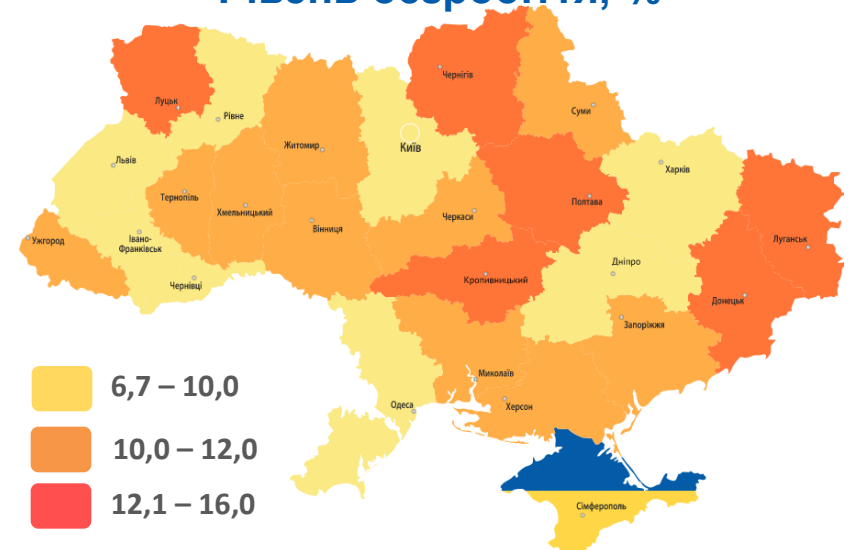 Рівень безробіття, %
Чернігів
Луцьк
Суми
Рівне
Житомир
Київ
Львів
Харків
Тернопіль
Полтава
Хмельницький
Черкаси
Вінниця
Ужгород
Івано-
Франківськ
Луганськ
Дніпро
Кропивницький
Чернівці
Донецьк
Запоріжжя
Миколаїв
6,7 – 10,0
Одеса
Херсон
10,0 – 12,0
12,1 – 16,0
Сімферополь